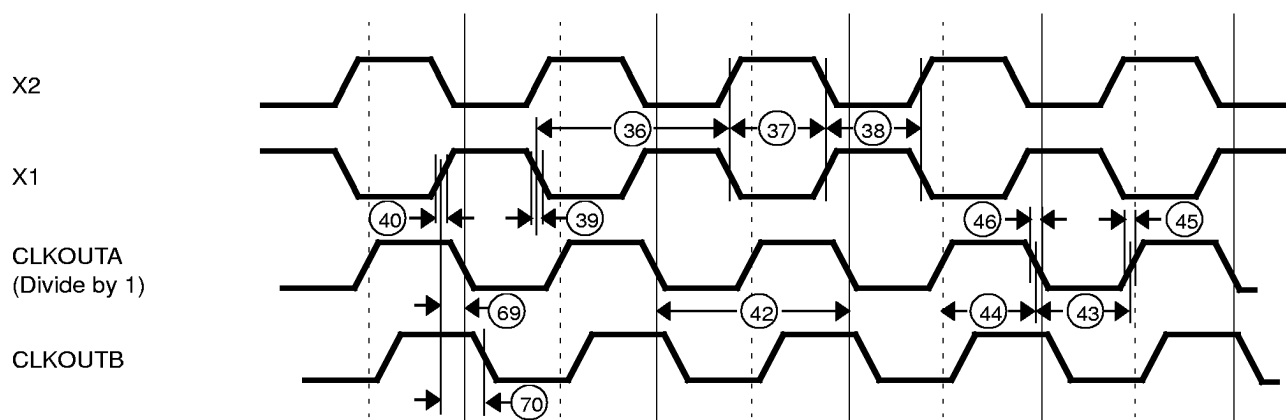 X2
36
37
38
X1
40
39
46
45
CLKOUTA
(Divide by 1)
69
42
44
43
CLKOUTB
70